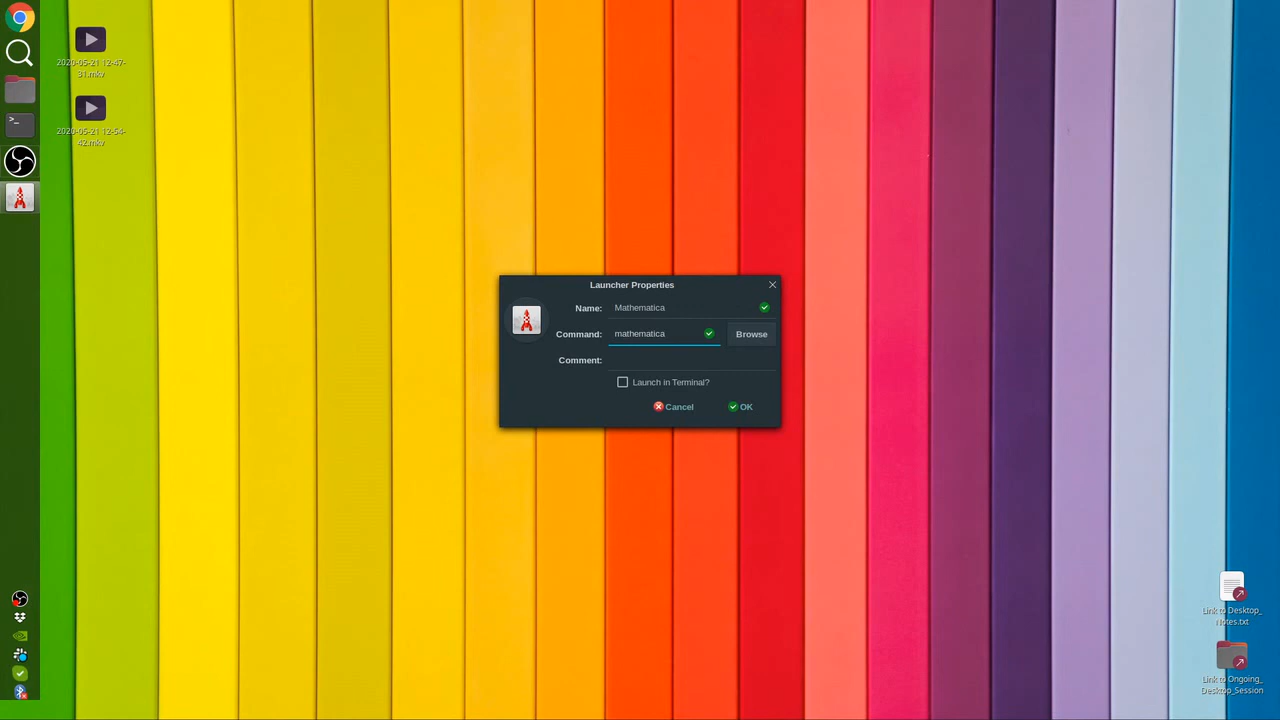 2020-05-21 12-47-
31.mkv
2020-05-21 12-54-
42.mkv
>_
Launcher Properties
Name: Mathematica
Command: mathematica Browse
Comment:
Launch in Terminal?
Cancel OK
Link to Desktop_
Notes.txt
Link to Ongoing_
Desktop_Session